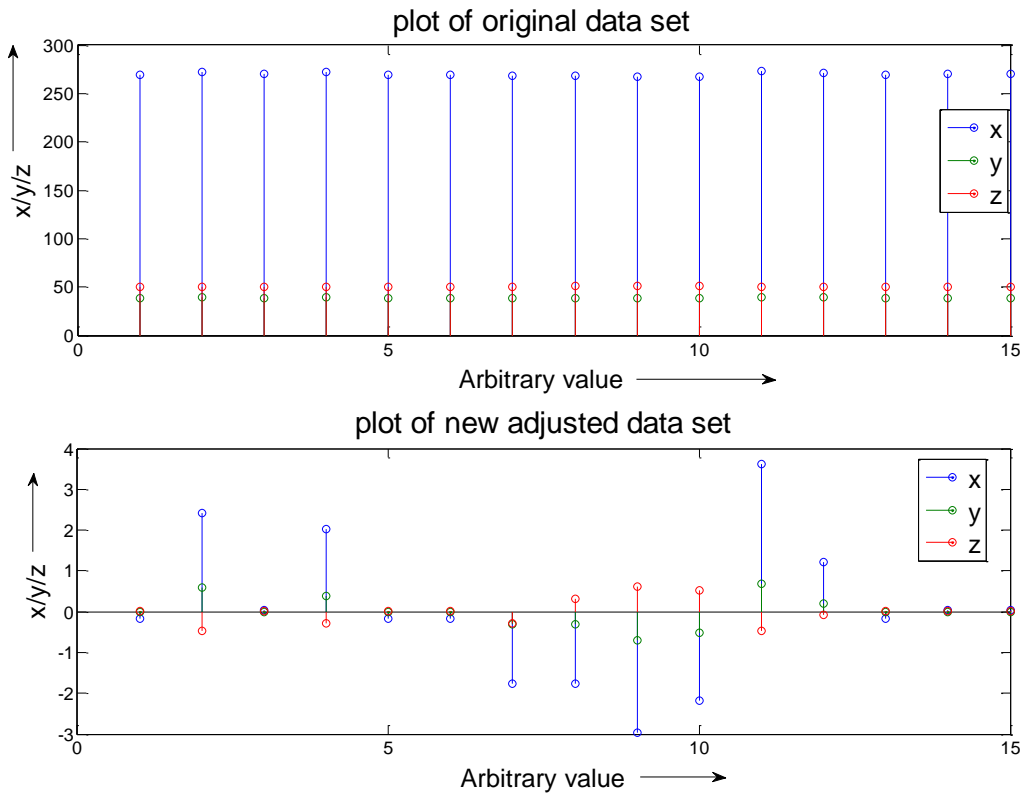 plot of original data set
300
250
200
150
100
50
0
x/y/z
x
y
z
0 5 10 15
Arbitrary value
plot of new adjusted data set
4
3
2
1
0
-1
-2
-3
x/y/z
x
y
z
0 5 10 15
Arbitrary value